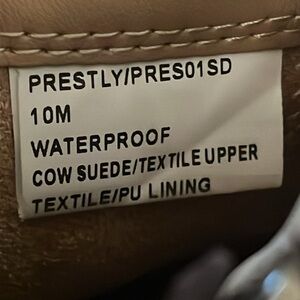 PRESTLY/PRES01SD
10M
WATERPROOF
COW SUEDE/TEXTILE UPPER
TEXTILE/PU LINING